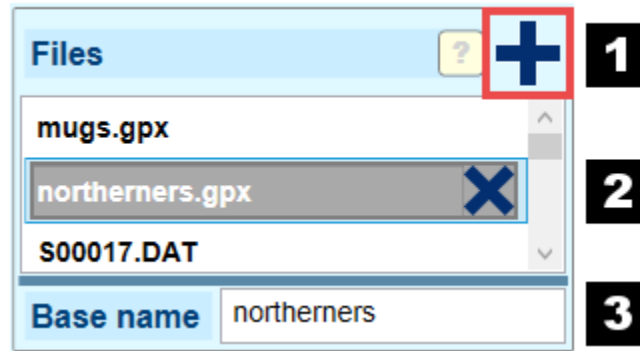 Files ? 1
mugs.gpx
northerners.gpx 2
S00017.DAT
Base name northerners 3